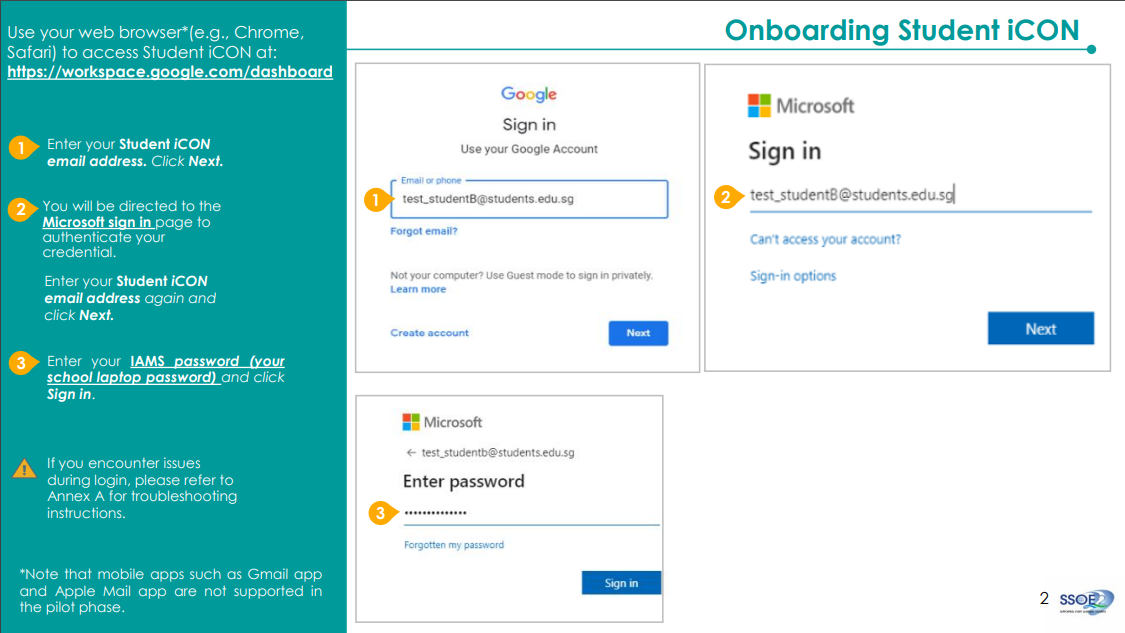 Use your web browser*(e.g., Chrome,
Safari) to access Student iCON at:
https://workspace.google.com/dashboard
1
Enter your Student iCON
email address. Click Next.
2
You will be directed to the
Microsoft sign in page to
authenticate your
credential.
Enter your Student iCON
email address again and
click Next.
3
Enter your IAMS password (your
school laptop password) and click
Sign in.
If you encounter issues
during login, please refer to
Annex A for troubleshooting
instructions.
*Note that mobile apps such as Gmail app
and Apple Mail app are not supported in
the pilot phase.
Onboarding Student iCON
Google
Sign in
Use your Google Account
Email or phone
1
test_studentB@students.edu.sg
Forgot email?
Not your computer? Use Guest mode to sign in privately.
Learn more
Create account
Next
Microsoft
Sign in
2
test_studentB@students.edu.sg
Can't access your account?
Sign-in options
Next
Microsoft
← test_studentb@students.edu.sg
Enter password
3
••••••••••••••
Forgotten my password
Sign in
2
SSOE2